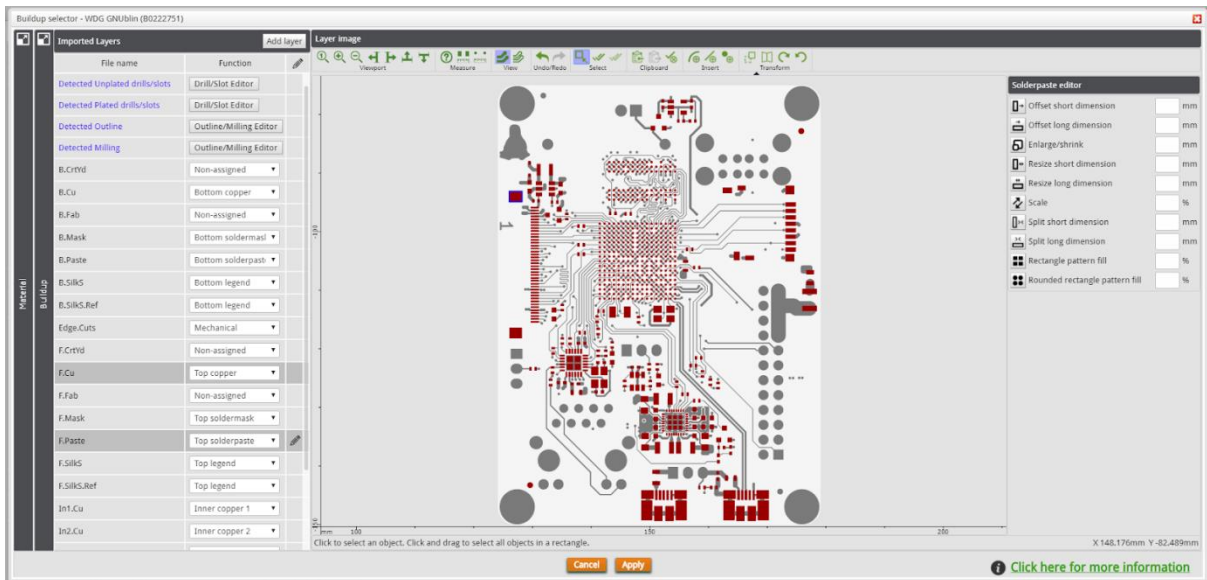 Buildup selector - WDG GNUblin (B0222751)
Material
Buildup
Imported Layers Add layer
File name Function
Detected Unplated drills/slots Drill/Slot Editor
Detected Plated drills/slots Drill/Slot Editor
Detected Outline Outline/Milling Editor
Detected Milling Outline/Milling Editor
B.CrtYd Non-assigned
B.Cu Bottom copper
B.Fab Non-assigned
B.Mask Bottom soldermasl
B.Paste Bottom solderpast
B.SilkS Bottom legend
B.SilkS.Ref Bottom legend
Edge.Cuts Mechanical
F.CrtYd Non-assigned
F.Cu Top copper
F.Fab Non-assigned
F.Mask Top soldermask
F.Paste Top solderpaste
F.SilkS Top legend
F.SilkS.Ref Top legend
In1.Cu Inner copper 1
In2.Cu Inner copper 2
Layer image
Viewport Measure View Undo/Redo Select Clipboard Insert Transform
1
-100
-150
mm 100 150 200
Click to select an object. Click and drag to select all objects in a rectangle.
X 148.176mm Y -82.489mm
Solderpaste editor
Offset short dimension mm
Offset long dimension mm
Enlarge/shrink mm
Resize short dimension mm
Resize long dimension mm
Scale %
Split short dimension mm
Split long dimension mm
Rectangle pattern fill %
Rounded rectangle pattern fill %
Cancel Apply
Click here for more information